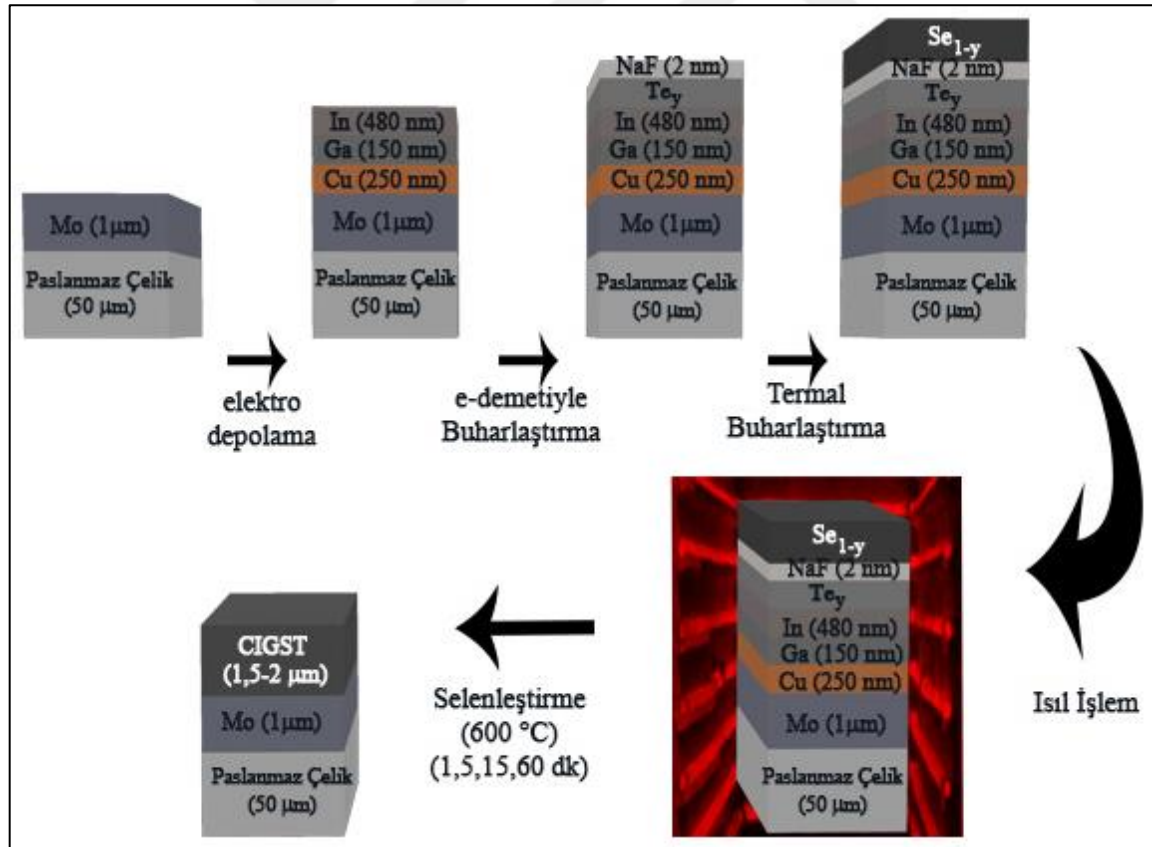 Mo (1µm)
Paslanmaz Çelik
(50 µm)
elektro
depolama
In (480 nm)
Ga (150 nm)
Cu (250 nm)
Mo (1µm)
Paslanmaz Çelik
(50 µm)
e-demetiyle
Buharlaştırma
NaF (2 nm)
Te_y
In (480 nm)
Ga (150 nm)
Cu (250 nm)
Mo (1µm)
Paslanmaz Çelik
(50 µm)
Termal
Buharlaştırma
Se_1-y
NaF (2 nm)
Te_y
In (480 nm)
Ga (150 nm)
Cu (250 nm)
Mo (1µm)
Paslanmaz Çelik
(50 µm)
Isıl İşlem
Se_1-y
NaF (2 nm)
Te_y
In (480 nm)
Ga (150 nm)
Cu (250 nm)
Mo (1µm)
Paslanmaz Çelik
(50 µm)
Selenleştirme
(600 °C)
(1,5,15,60 dk)
CIGST
(1,5-2 µm)
Mo (1µm)
Paslanmaz Çelik
(50 µm)